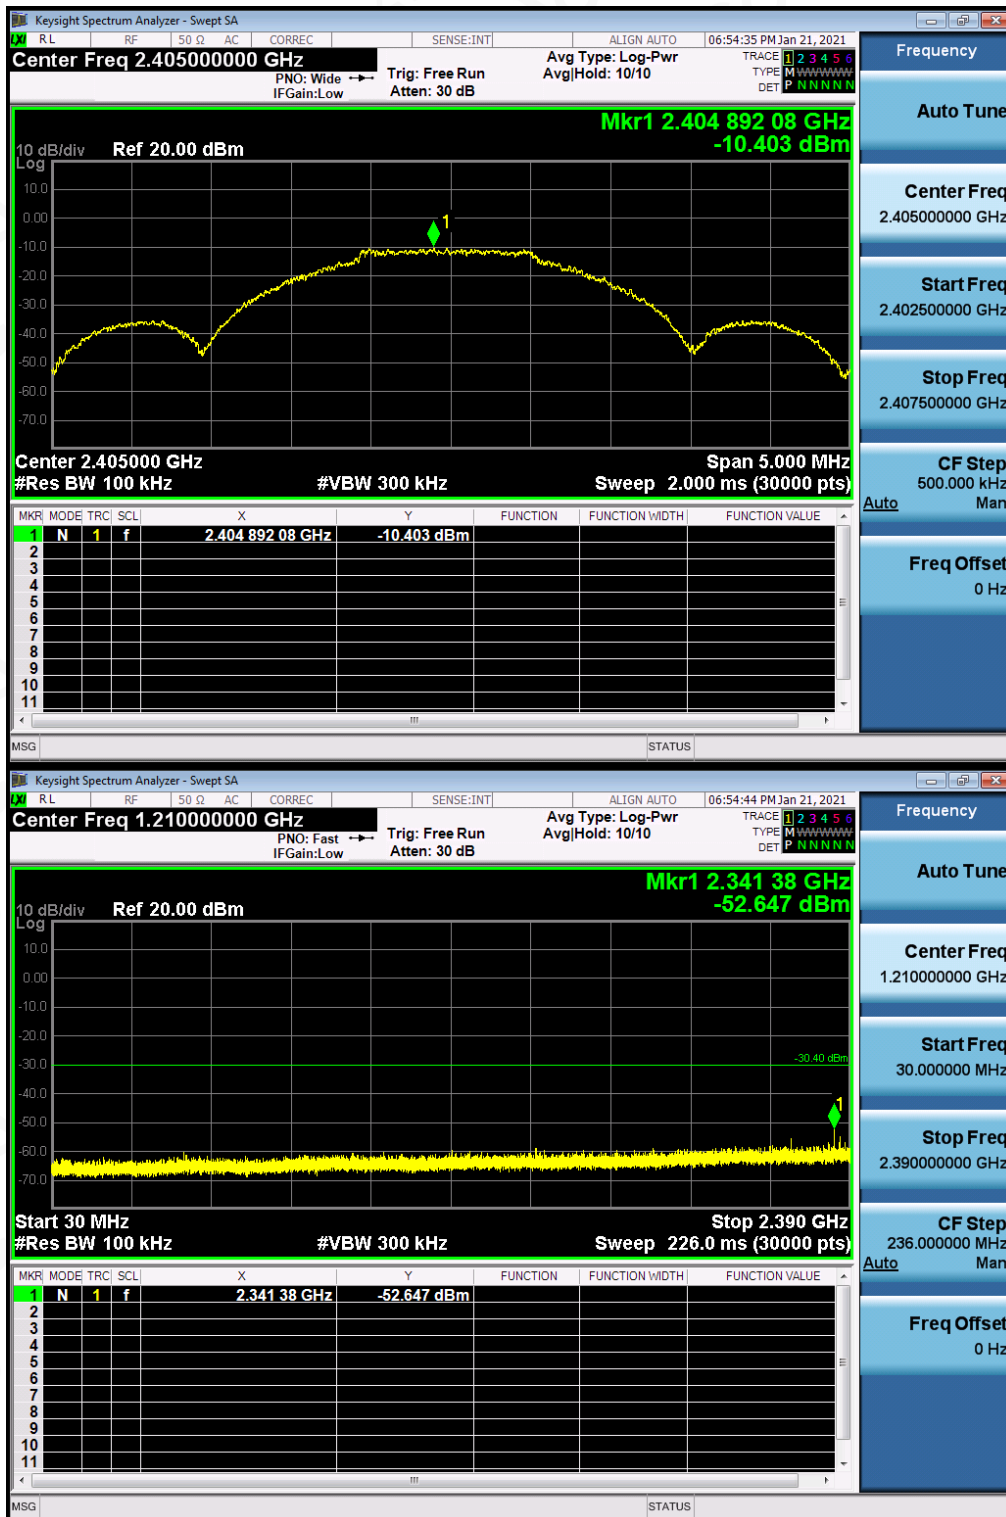 Keysight Spectrum Analyzer - Swept SA
LXI RL RF 50 Ω AC CORREC SENSE:INT ALIGN AUTO 06:54:35 PM Jan 21, 2021
Center Freq 2.405000000 GHz
PNO: Wide
IFGain:Low
Trig: Free Run
Atten: 30 dB
Avg Type: Log-Pwr
Avg|Hold: 10/10
TRACE 1 2 3 4 5 6
TYPE M WWWWW
DET P N N N N N
Mkr1 2.404 892 08 GHz
-10.403 dBm
10 dB/div Ref 20.00 dBm
Log
10.0
0.00
1
-10.0
-20.0
-30.0
-40.0
-50.0
-60.0
-70.0
Center 2.405000 GHz Span 5.000 MHz
#Res BW 100 kHz #VBW 300 kHz Sweep 2.000 ms (30000 pts)
MKR MODE TRC SCL X Y FUNCTION FUNCTION WIDTH FUNCTION VALUE
1 N 1 f 2.404 892 08 GHz -10.403 dBm
2
3
4
5
6
7
8
9
10
11
MSG STATUS
Frequency
Auto Tune
Center Freq
2.405000000 GHz
Start Freq
2.402500000 GHz
Stop Freq
2.407500000 GHz
CF Step
500.000 kHz
Auto Man
Freq Offset
0 Hz
Keysight Spectrum Analyzer - Swept SA
LXI RL RF 50 Ω AC CORREC SENSE:INT ALIGN AUTO 06:54:44 PM Jan 21, 2021
Center Freq 1.210000000 GHz
PNO: Fast
IFGain:Low
Trig: Free Run
Atten: 30 dB
Avg Type: Log-Pwr
Avg|Hold: 10/10
TRACE 1 2 3 4 5 6
TYPE M WWWWW
DET P N N N N N
Mkr1 2.341 38 GHz
-52.647 dBm
10 dB/div Ref 20.00 dBm
Log
10.0
0.00
-10.0
-20.0
-30.0
-30.40 dBm
-40.0
1
-50.0
-60.0
-70.0
Start 30 MHz Stop 2.390 GHz
#Res BW 100 kHz #VBW 300 kHz Sweep 226.0 ms (30000 pts)
MKR MODE TRC SCL X Y FUNCTION FUNCTION WIDTH FUNCTION VALUE
1 N 1 f 2.341 38 GHz -52.647 dBm
2
3
4
5
6
7
8
9
10
11
MSG STATUS
Frequency
Auto Tune
Center Freq
1.210000000 GHz
Start Freq
30.000000 MHz
Stop Freq
2.390000000 GHz
CF Step
236.000000 MHz
Auto Man
Freq Offset
0 Hz